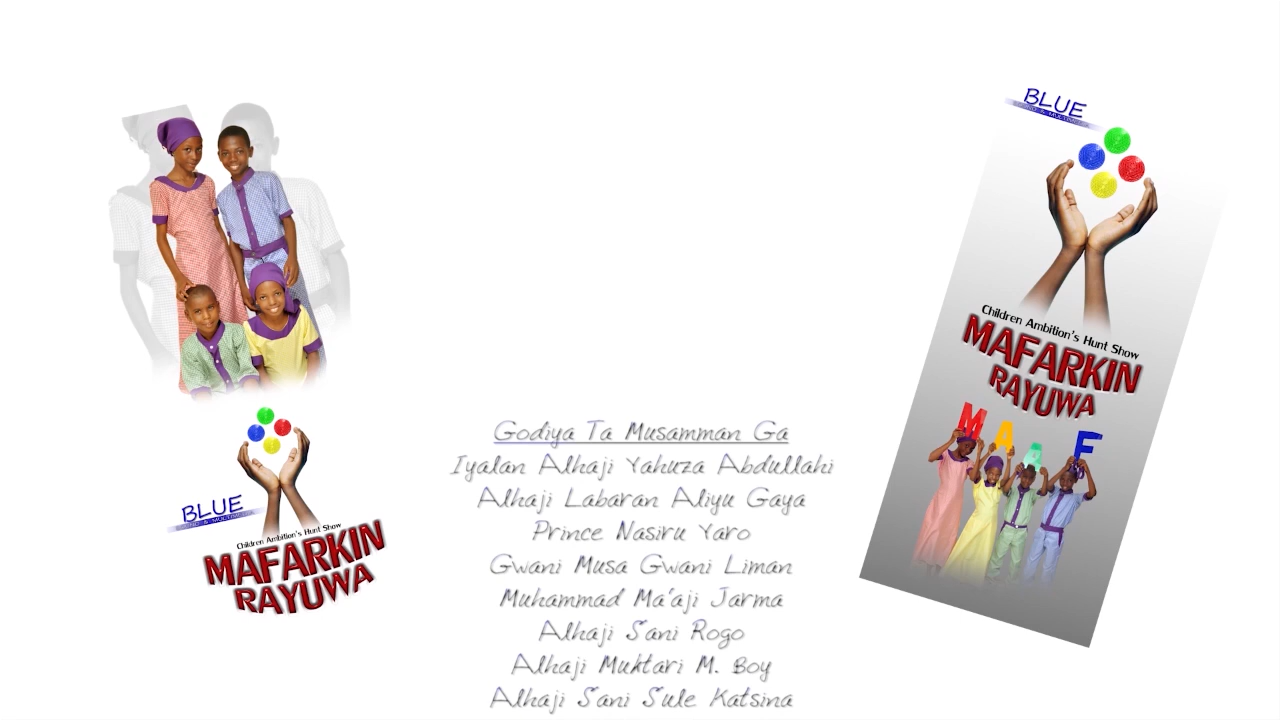 BLUE
Children Ambition's Hunt Show
MAFARKIN
RAYUWA
Godiya Ta Musamman Ga
Iyalan Alhaji Yahuza Abdullahi
Alhaji Labaran Aliyu Gaya
Prince Nasiru Yaro
Gwani Musa Gwani Liman
Muhammad Ma'aji Jarma
Alhaji Sani Rogo
Alhaji Muktari M. Boy
Alhaji Sani Sule Katsina
BLUE
Children Ambition's Hunt Show
MAFARKIN
RAYUWA
M A F